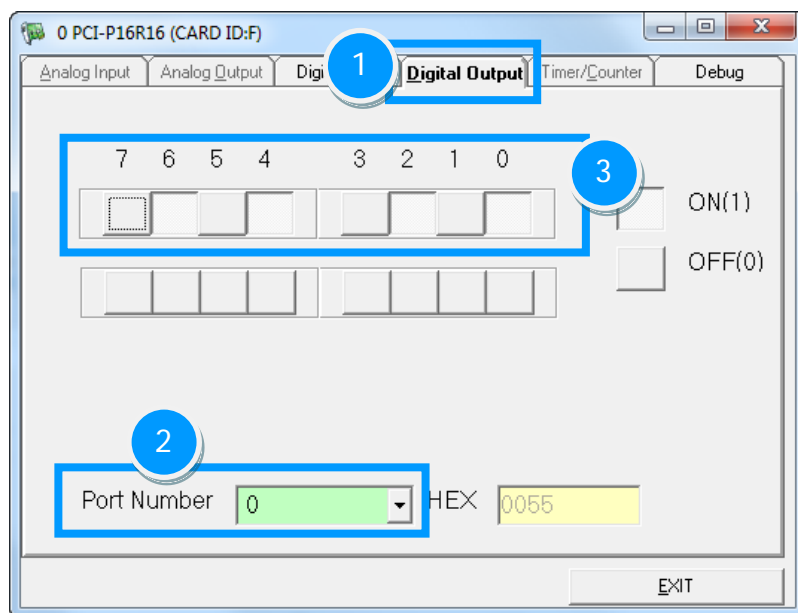 0 PCI-P16R16 (CARD ID:F)
1
Analog Input Analog Output Digi Digital Output Timer/Counter Debug
7 6 5 4 3 2 1 0
3
ON(1)
OFF(0)
2
Port Number 0 HEX 0055
EXIT